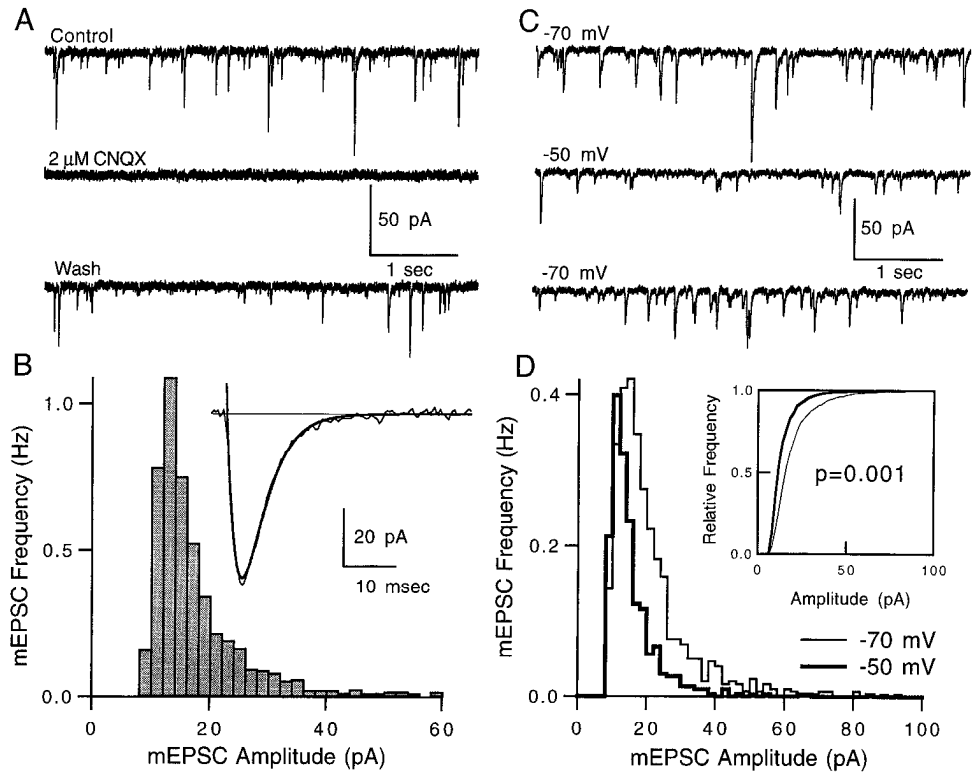 A
Control
2 µM CNQX
50 pA
1 sec
Wash
C
-70 mV
-50 mV
50 pA
1 sec
-70 mV
B
mEPSC Frequency (Hz)
1.0
0.5
0.0
20 pA
10 msec
0
20
40
60
mEPSC Amplitude (pA)
D
mEPSC Frequency (Hz)
0.4
0.2
0.0
Relative Frequency
1.0
0.5
0.0
p=0.001
0
50
100
Amplitude (pA)
-70 mV
-50 mV
0
20
40
60
80
100
mEPSC Amplitude (pA)